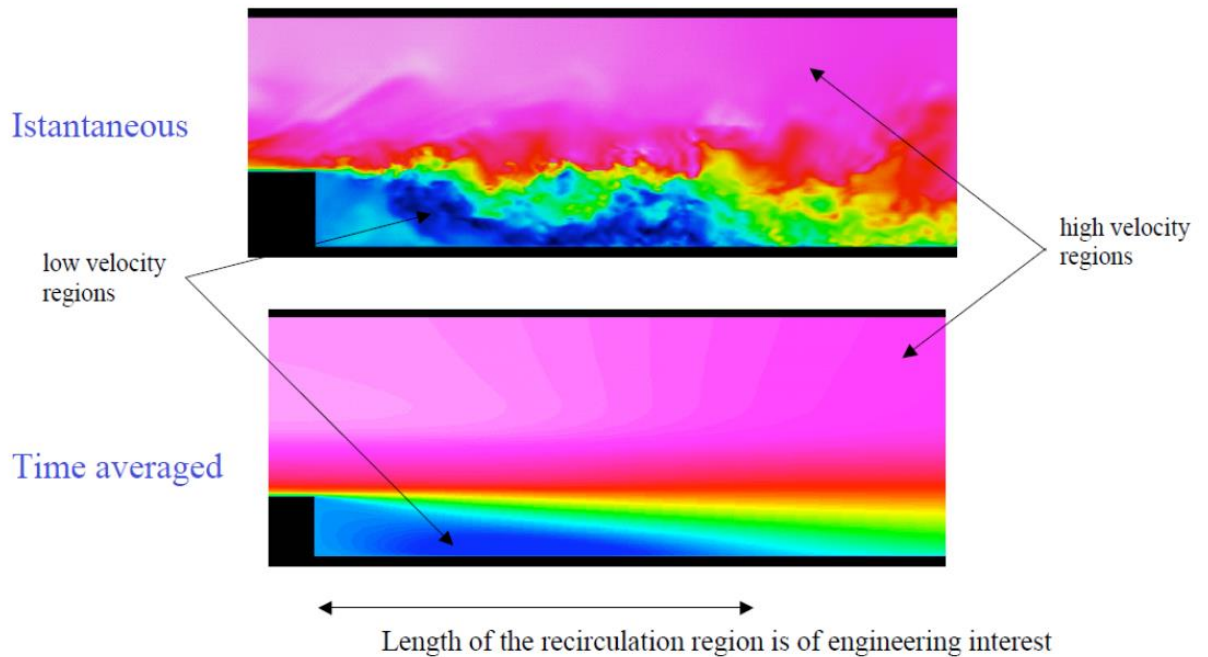 Istantaneous
high velocity
regions
low velocity
regions
Time averaged
Length of the recirculation region is of engineering interest